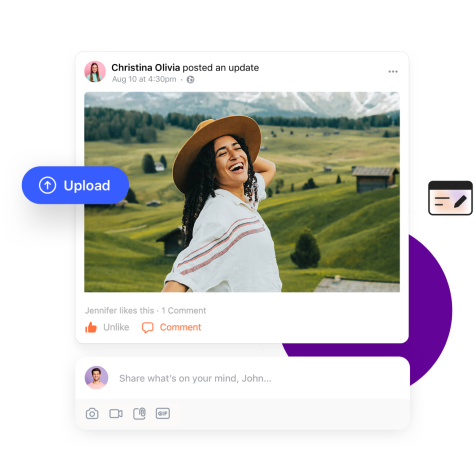 Christina Olivia posted an update
Aug 10 at 4:30pm -
Upload
Jennifer likes this · 1 Comment
Unlike Comment
Share what's on your mind, John...
GIF